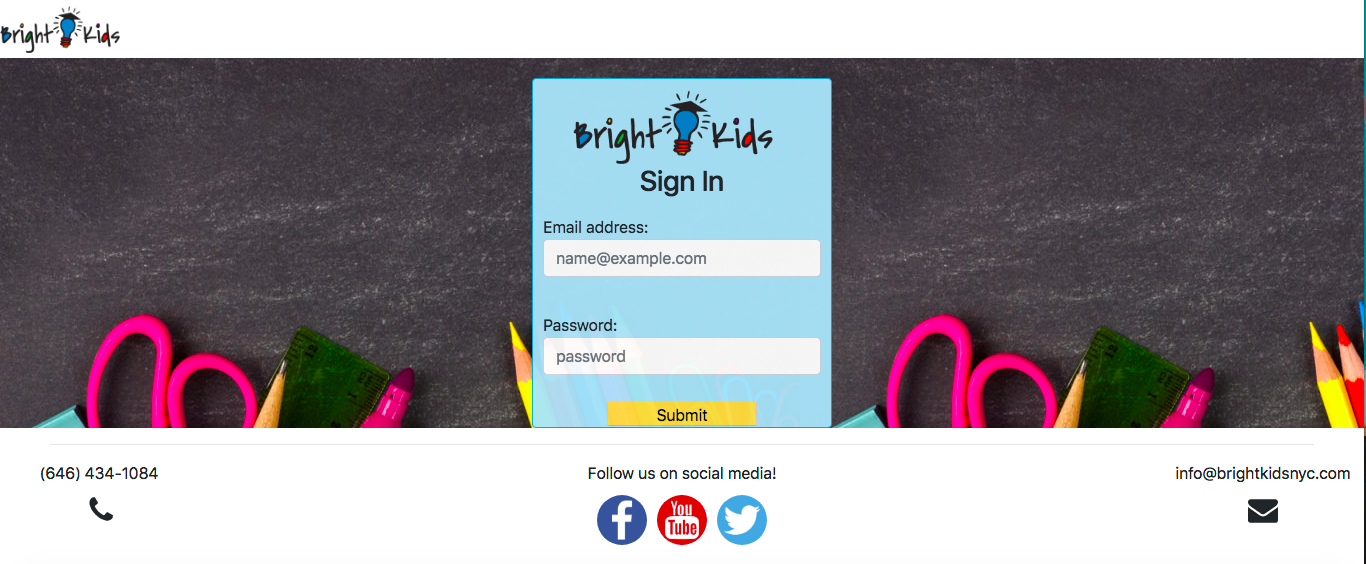 Bright Kids
Bright Kids
Sign In
Email address:
name@example.com
Password:
password
Submit
(646) 434-1084
Follow us on social media!
info@brightkidsnyc.com
f
You
Tube